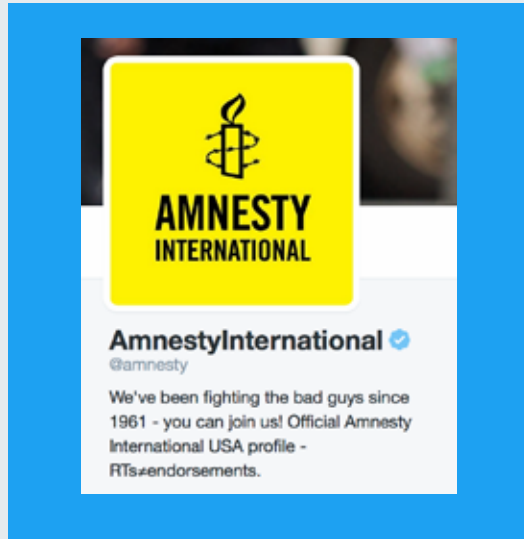 AMNESTY
INTERNATIONAL
AmnestyInternational
@amnesty
We've been fighting the bad guys since
1961 - you can join us! Official Amnesty
International USA profile -
RTs≠endorsements.